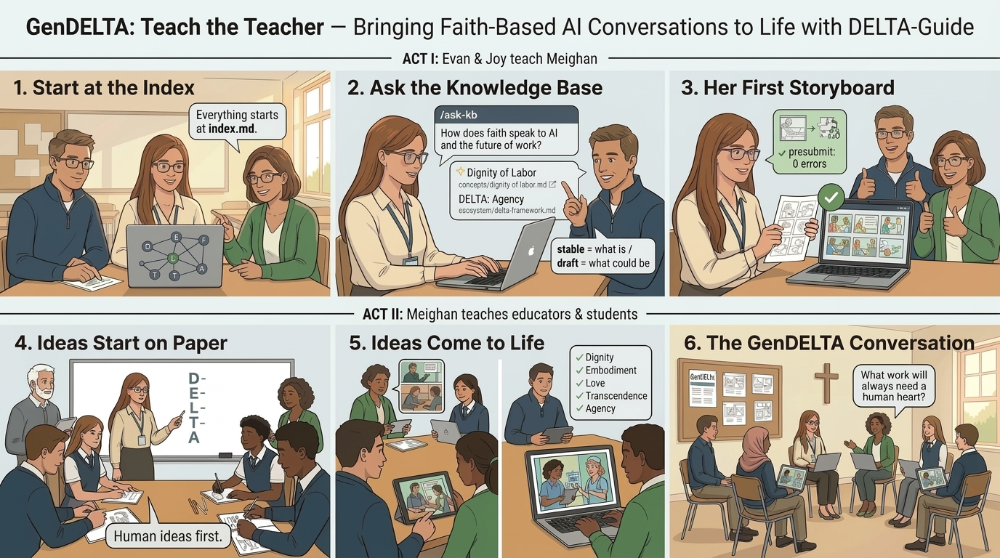 GenDELTA: Teach the Teacher — Bringing Faith-Based AI Conversations to Life with DELTA-Guide
ACT I: Evan & Joy teach Meighan
1. Start at the Index
Everything starts
at index.md.
D
E
F
L
A
T
T
2. Ask the Knowledge Base
/ask-kb
How does faith speak to AI
and the future of work?
Dignity of Labor
concepts/dignity of labor.md
DELTA: Agency
esosystem/delta-framework.md
stable = what is /
draft = what could be
3. Her First Storyboard
✓ presubmit:
0 errors
ACT II: Meighan teaches educators & students
4. Ideas Start on Paper
D-
E-
L-
T-
A
Human ideas first.
5. Ideas Come to Life
✓ Dignity
✓ Embodiment
✓ Love
✓ Transcendence
✓ Agency
6. The GenDELTA Conversation
What work will
always need a
human heart?